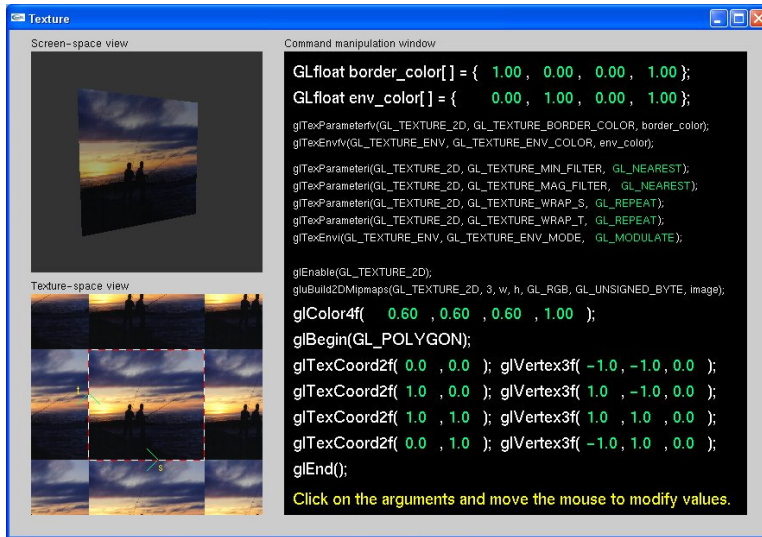 Texture
Screen-space view
Command manipulation window
GLfloat border_color[ ] = { 1.00 , 0.00 , 0.00 , 1.00 };
GLfloat env_color[ ] = { 0.00 , 1.00 , 0.00 , 1.00 };
glTexParameterfv(GL_TEXTURE_2D, GL_TEXTURE_BORDER_COLOR, border_color);
glTexEnvfv(GL_TEXTURE_ENV, GL_TEXTURE_ENV_COLOR, env_color);
glTexParameteri(GL_TEXTURE_2D, GL_TEXTURE_MIN_FILTER, GL_NEAREST);
glTexParameteri(GL_TEXTURE_2D, GL_TEXTURE_MAG_FILTER, GL_NEAREST);
glTexParameteri(GL_TEXTURE_2D, GL_TEXTURE_WRAP_S, GL_REPEAT);
glTexParameteri(GL_TEXTURE_2D, GL_TEXTURE_WRAP_T, GL_REPEAT);
glTexEnvi(GL_TEXTURE_ENV, GL_TEXTURE_ENV_MODE, GL_MODULATE);
glEnable(GL_TEXTURE_2D);
gluBuild2DMipmaps(GL_TEXTURE_2D, 3, w, h, GL_RGB, GL_UNSIGNED_BYTE, image);
glColor4f( 0.60 , 0.60 , 0.60 , 1.00 );
glBegin(GL_POLYGON);
glTexCoord2f( 0.0 , 0.0 ); glVertex3f( -1.0 , -1.0 , 0.0 );
glTexCoord2f( 1.0 , 0.0 ); glVertex3f( 1.0 , -1.0 , 0.0 );
glTexCoord2f( 1.0 , 1.0 ); glVertex3f( 1.0 , 1.0 , 0.0 );
glTexCoord2f( 0.0 , 1.0 ); glVertex3f( -1.0 , 1.0 , 0.0 );
glEnd();
Click on the arguments and move the mouse to modify values.
Texture-space view
t
s